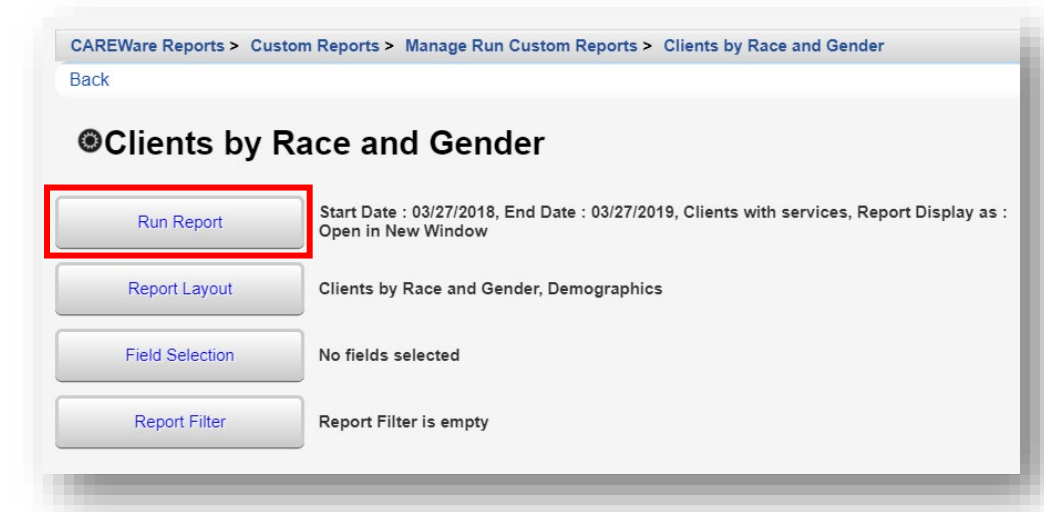 CAREWare Reports > Custom Reports > Manage Run Custom Reports > Clients by Race and Gender
Back
Clients by Race and Gender
Run Report
Start Date : 03/27/2018, End Date : 03/27/2019, Clients with services, Report Display as :
Open in New Window
Report Layout
Clients by Race and Gender, Demographics
Field Selection
No fields selected
Report Filter
Report Filter is empty